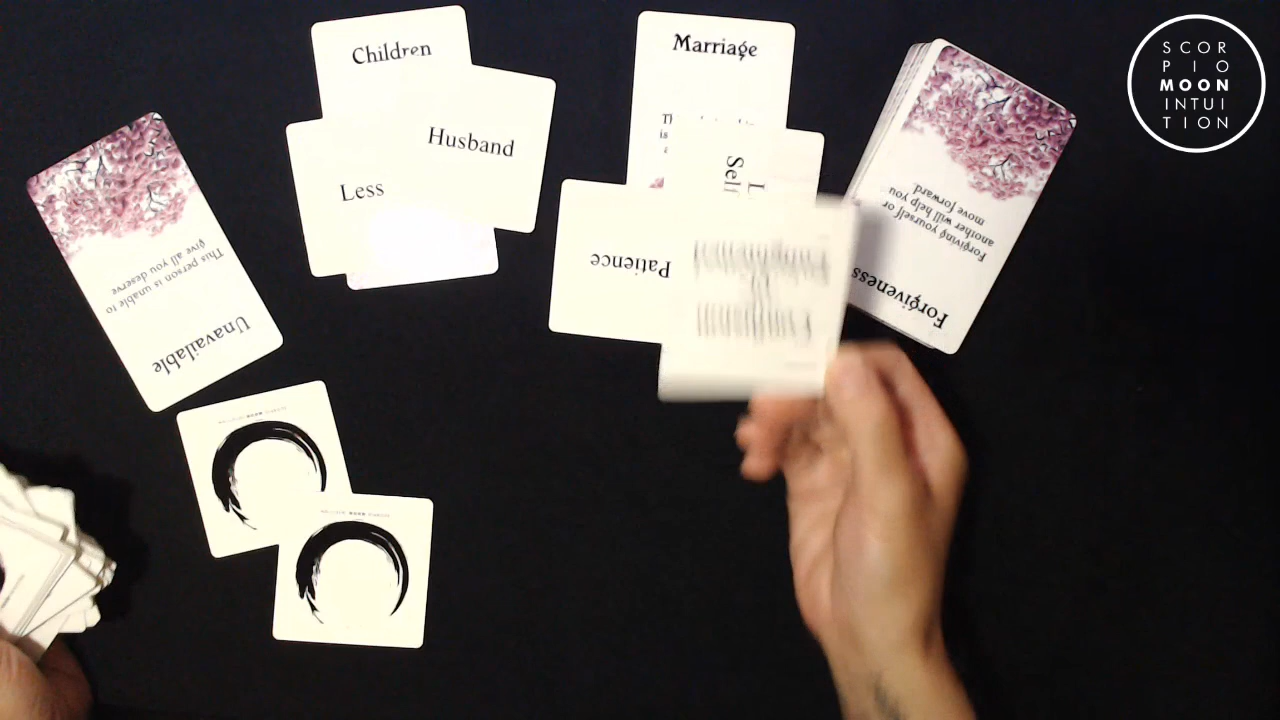 Children
Husband
Less
Marriage
Self
Patience
Forgiving yourself or
another will help you
move forward.
Forgiveness
This person is unable to
give all you deserve
Unavailable
SCOR
PIO
MOON
INTUI
TION